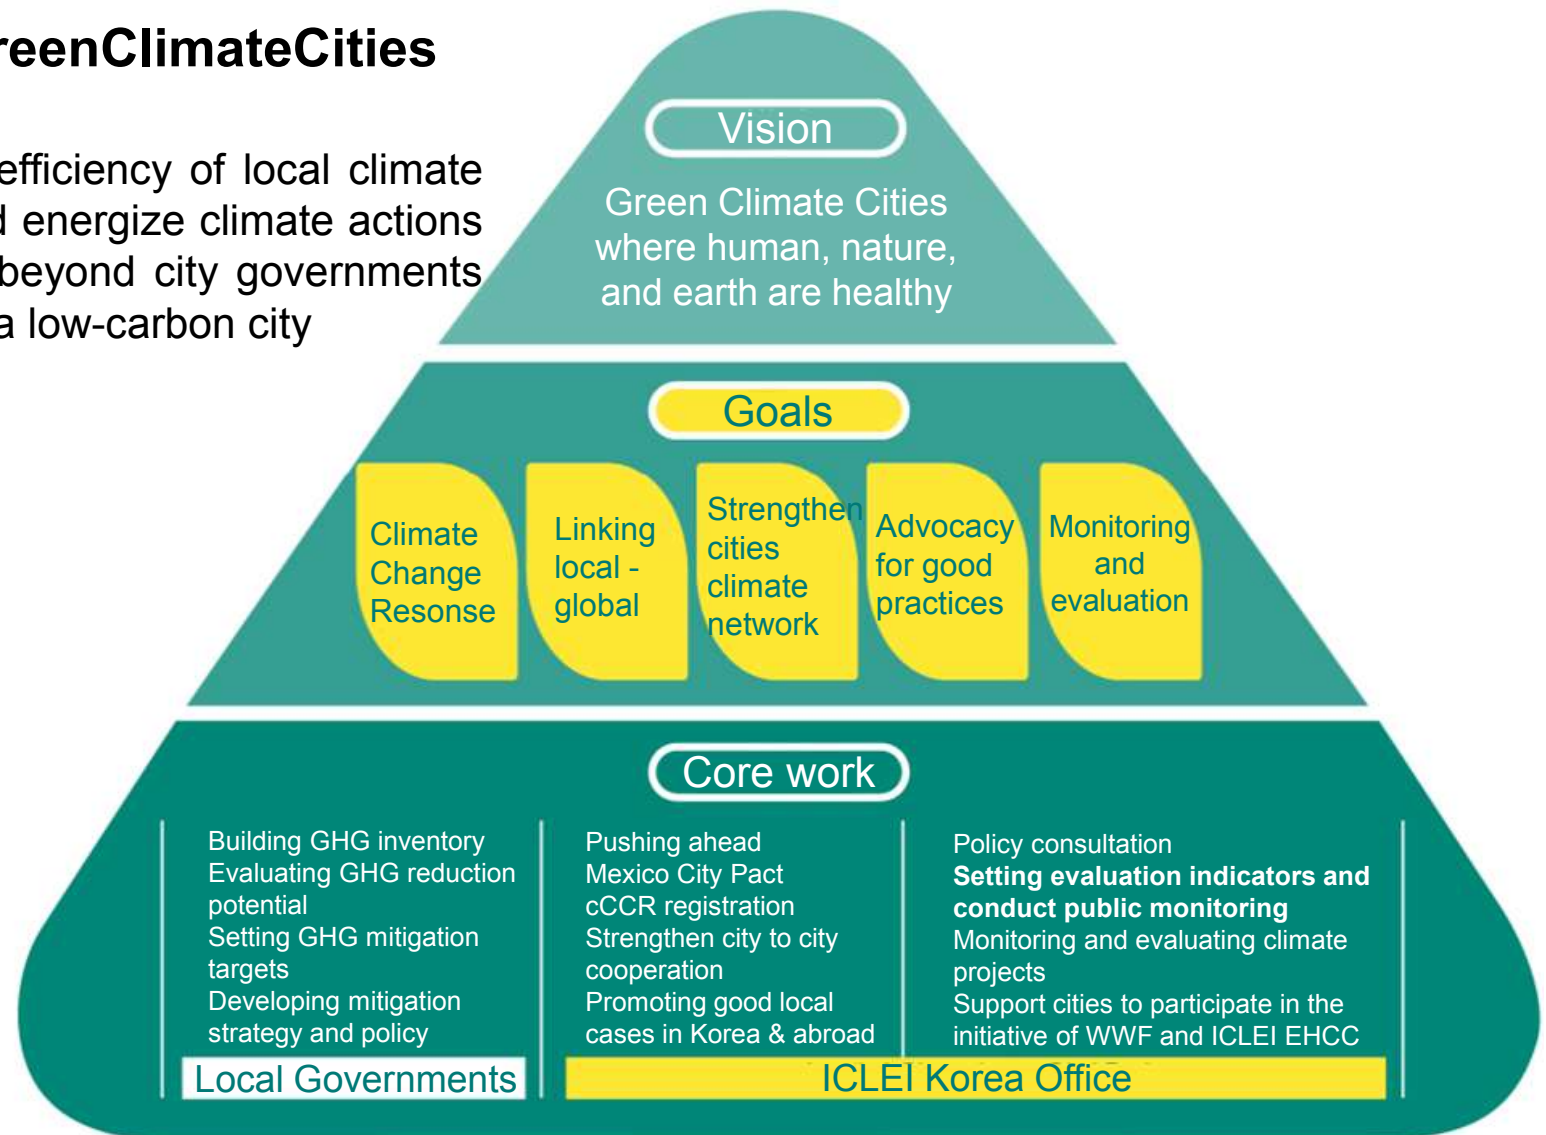 reenClimateCities
efficiency of local climate
energize climate actions
beyond city governments
a low-carbon city
Vision
Green Climate Cities
where human, nature,
and earth are healthy
Goals
Climate
Change
Resonse
Linking
local -
global
Strengthen
cities
climate
network
Advocacy
for good
practices
Monitoring
and
evaluation
Core work
Building GHG inventory
Evaluating GHG reduction
potential
Setting GHG mitigation
targets
Developing mitigation
strategy and policy
Local Governments
Pushing ahead
Mexico City Pact
cCCR registration
Strengthen city to city
cooperation
Promoting good local
cases in Korea & abroad
Policy consultation
Setting evaluation indicators and
conduct public monitoring
Monitoring and evaluating climate
projects
Support cities to participate in the
initiative of WWF and ICLEI EHCC
ICLEI Korea Office